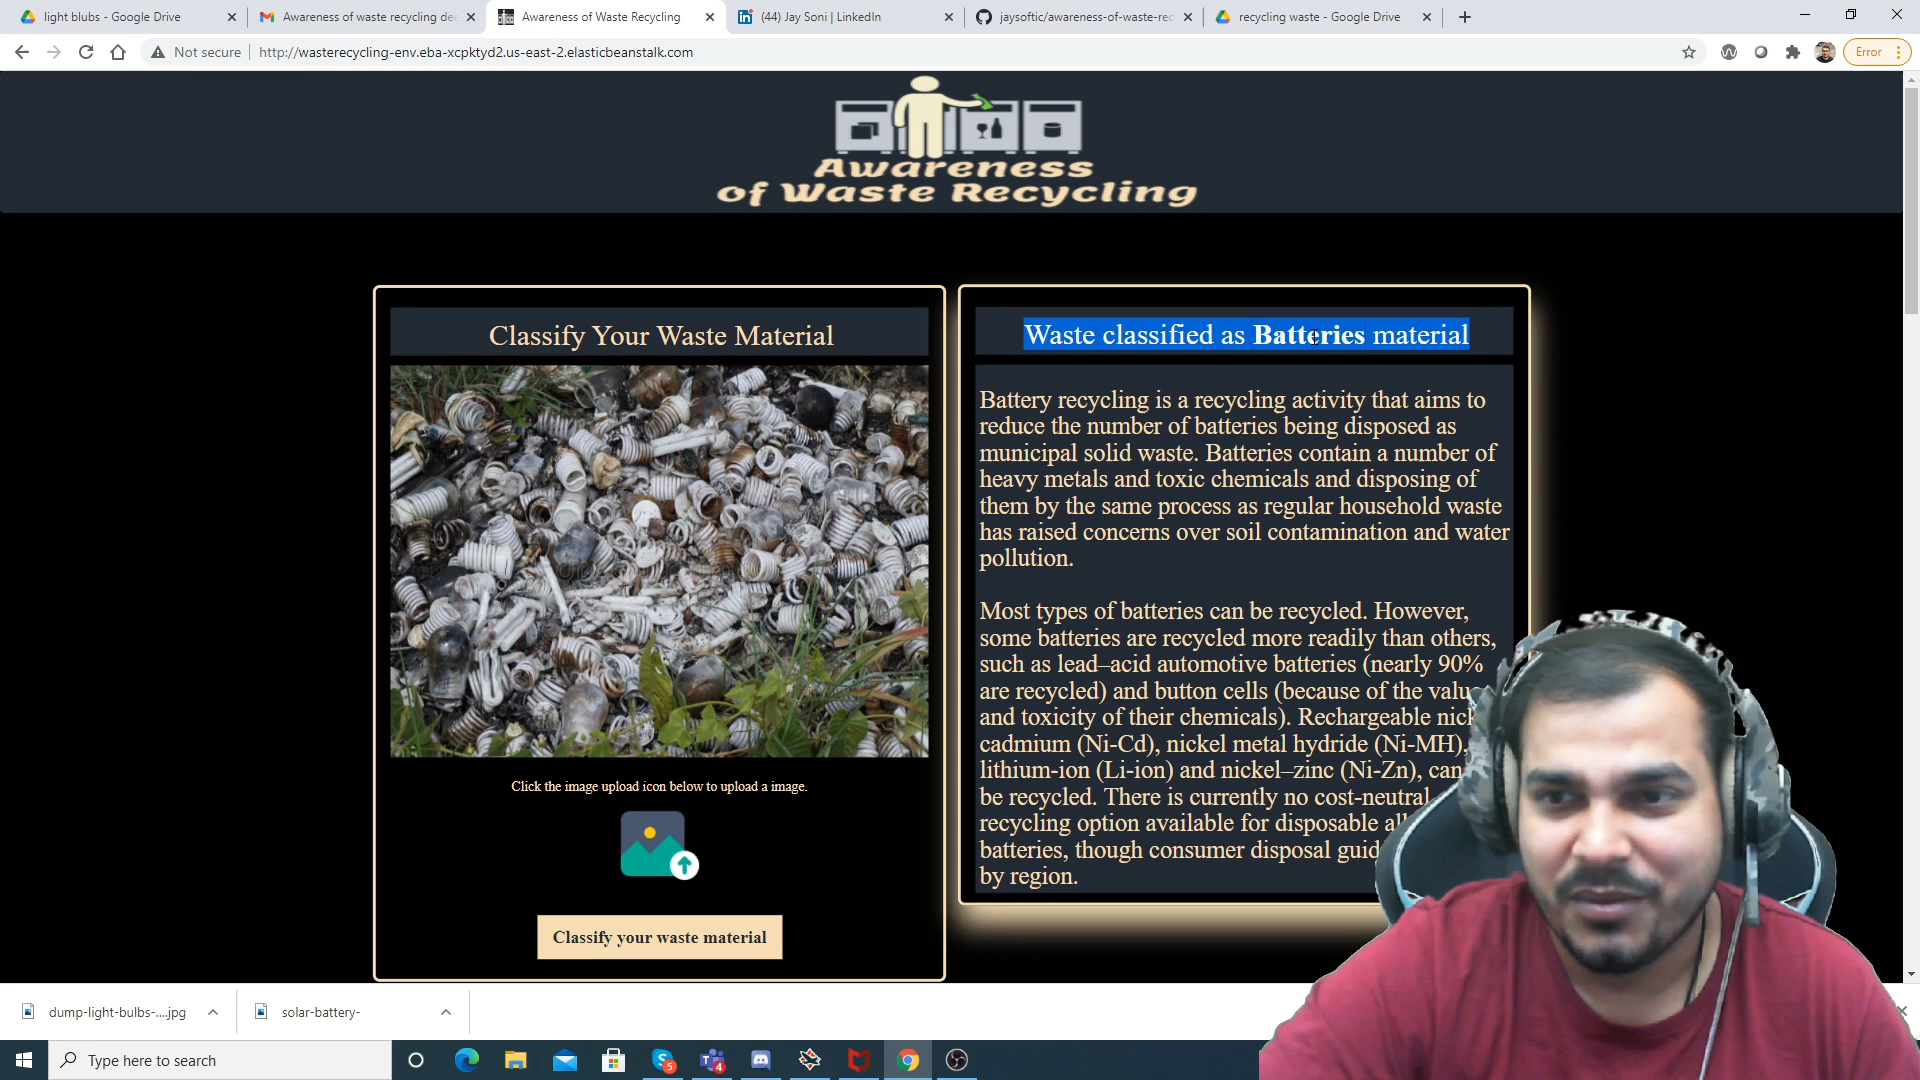 light blubs - Google Drive
Awareness of waste recycling de
Awareness of Waste Recycling
(44) Jay Soni | LinkedIn
jaysoftic/awareness-of-waste-rec
recycling waste - Google Drive
Not secure
http://wasterecycling-env.eba-xcpktyd2.us-east-2.elasticbeanstalk.com
Error
Awareness
of Waste Recycling
Classify Your Waste Material
Click the image upload icon below to upload a image.
Classify your waste material
Waste classified as Batteries material
Battery recycling is a recycling activity that aims to
reduce the number of batteries being disposed as
municipal solid waste. Batteries contain a number of
heavy metals and toxic chemicals and disposing of
them by the same process as regular household waste
has raised concerns over soil contamination and water
pollution.
Most types of batteries can be recycled. However,
some batteries are recycled more readily than others,
such as lead–acid automotive batteries (nearly 90%
are recycled) and button cells (because of the value
and toxicity of their chemicals). Rechargeable
cadmium (Ni-Cd), nickel metal hydride (Ni-MH),
lithium-ion (Li-ion) and nickel–zinc (Ni-Zn), can
be recycled. There is currently no cost-neutral
recycling option available for disposable
batteries, though consumer disposal
by region.
dump-light-bulbs-....jpg
solar-battery-
Type here to search
5
4